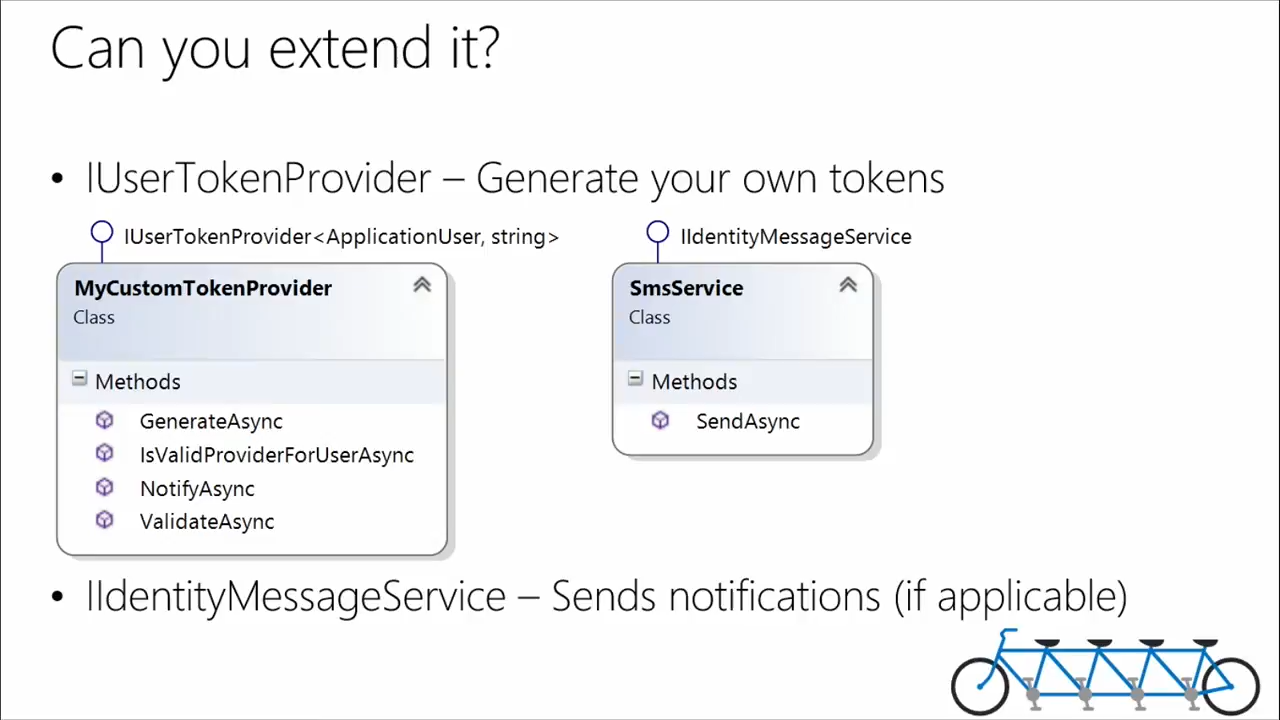 Can you extend it?
• IUserTokenProvider – Generate your own tokens
IUserTokenProvider<ApplicationUser, string>
MyCustomTokenProvider
Class
Methods
GenerateAsync
IsValidProviderForUserAsync
NotifyAsync
ValidateAsync
IIdentityMessageService
SmsService
Class
Methods
SendAsync
• IIdentityMessageService – Sends notifications (if applicable)